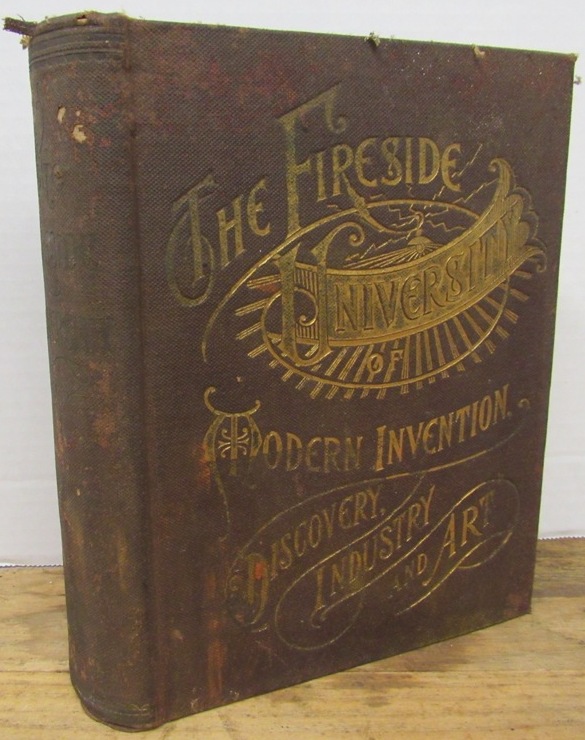 THE FIRESIDE
UNIVERSITY
OF
MODERN INVENTION,
DISCOVERY,
INDUSTRY
AND ART